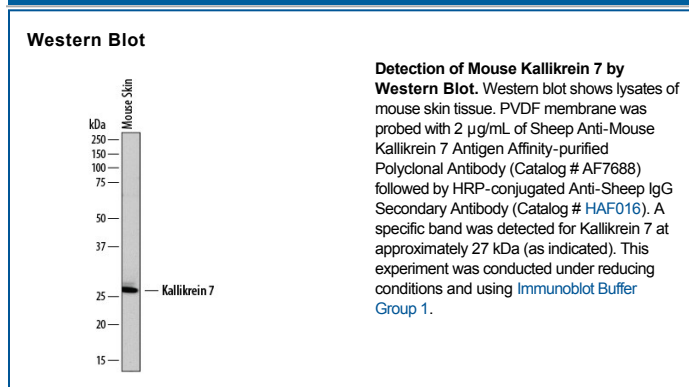 Western Blot
Mouse Skin
kDa
250
150
100
75
50
37
25
20
15
Kallikrein 7
Detection of Mouse Kallikrein 7 by
Western Blot. Western blot shows lysates of
mouse skin tissue. PVDF membrane was
probed with 2 µg/mL of Sheep Anti-Mouse
Kallikrein 7 Antigen Affinity-purified
Polyclonal Antibody (Catalog # AF7688)
followed by HRP-conjugated Anti-Sheep IgG
Secondary Antibody (Catalog # HAF016). A
specific band was detected for Kallikrein 7 at
approximately 27 kDa (as indicated). This
experiment was conducted under reducing
conditions and using Immunoblot Buffer
Group 1.